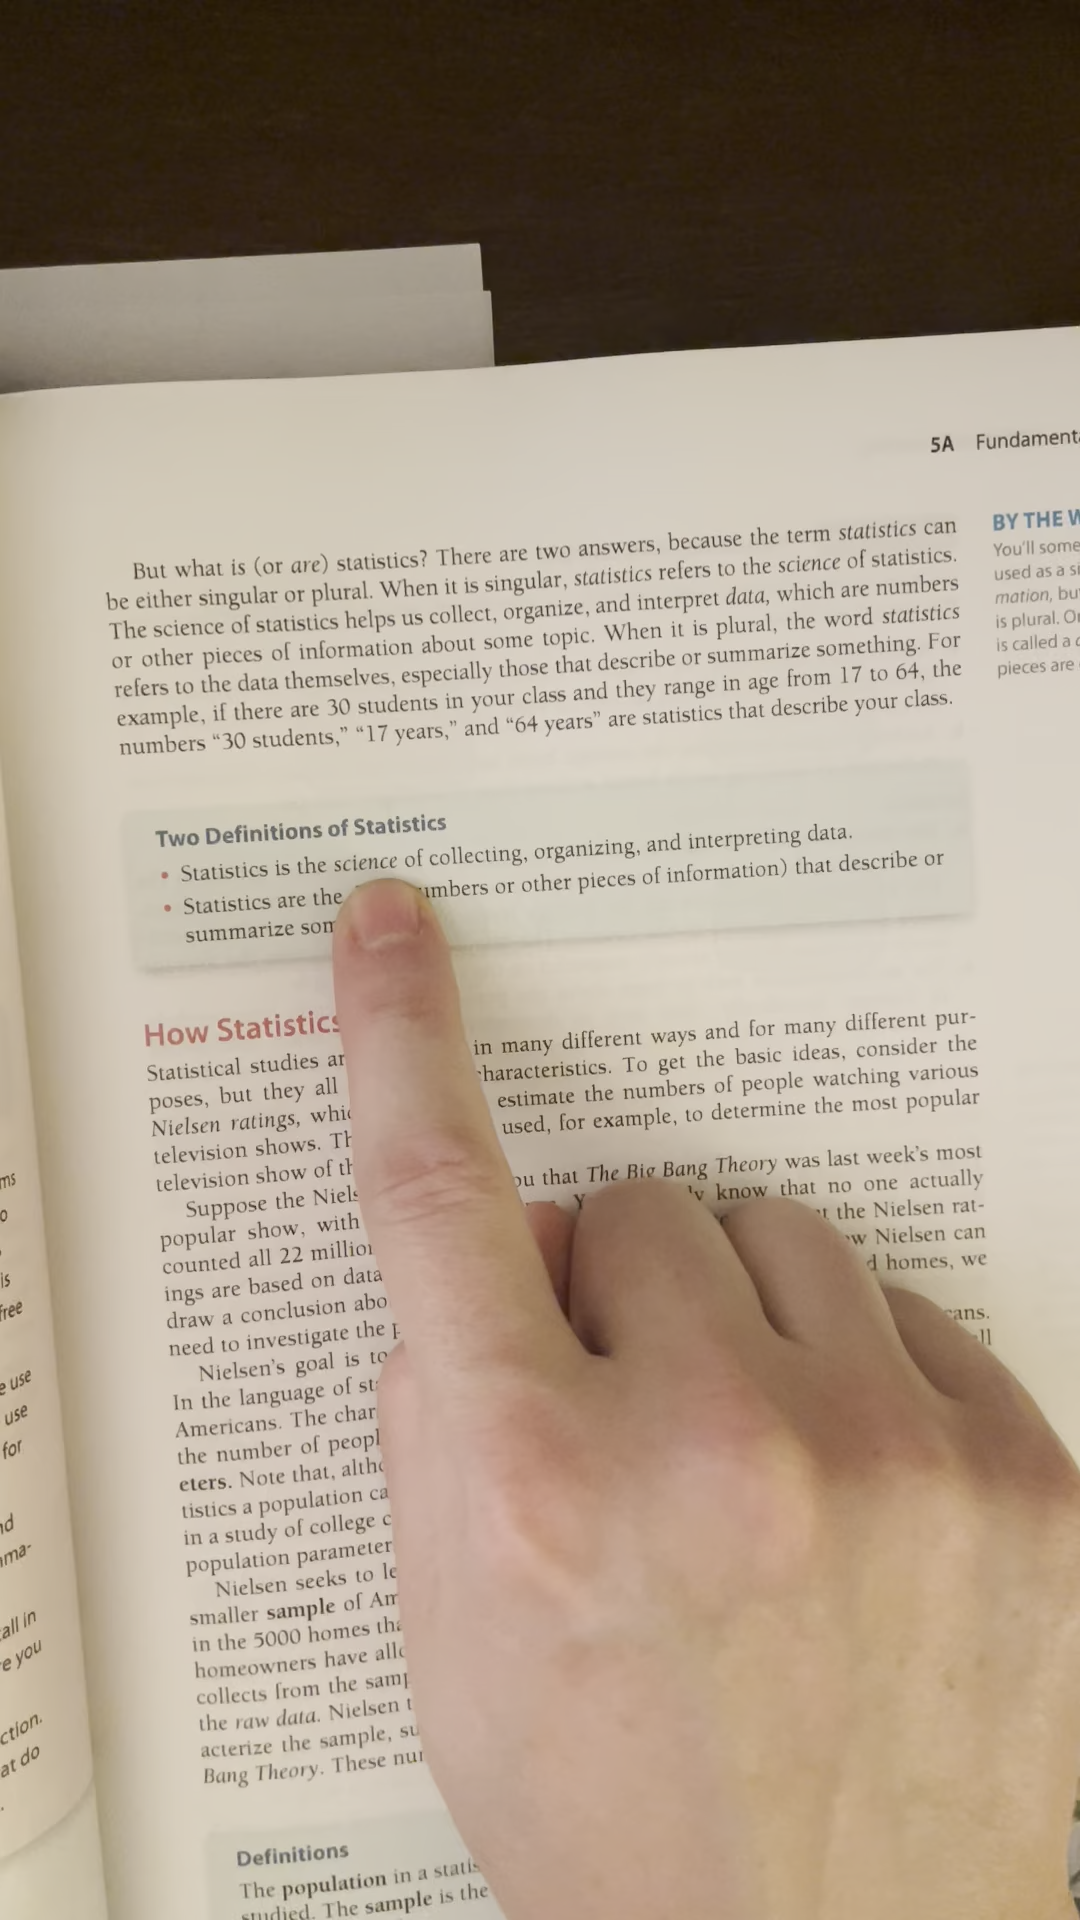 5A Fundament
But what is (or are) statistics? There are two answers, because the term statistics can
be either singular or plural. When it is singular, statistics refers to the science of statistics.
The science of statistics helps us collect, organize, and interpret data, which are numbers
or other pieces of information about some topic. When it is plural, the word statistics
refers to the data themselves, especially those that describe or summarize something. For
example, if there are 30 students in your class and they range in age from 17 to 64, the
numbers “30 students,” “17 years,” and “64 years” are statistics that describe your class.
BY THE W
You'll some
used as a si
mation, bu
is plural. O
is called a
pieces are
Two Definitions of Statistics
• Statistics is the science of collecting, organizing, and interpreting data.
• Statistics are the umbers or other pieces of information) that describe or
summarize som
How Statistics
Statistical studies ar in many different ways and for many different pur-
poses, but they all characteristics. To get the basic ideas, consider the
Nielsen ratings, whic estimate the numbers of people watching various
television shows. Th used, for example, to determine the most popular
television show of th
Suppose the Niels ou that The Big Bang Theory was last week's most
popular show, with know that no one actually
counted all 22 million the Nielsen rat-
ings are based on data w Nielsen can
draw a conclusion abo d homes, we
need to investigate the p
Nielsen's goal is to cans.
In the language of sta all
Americans. The char
the number of peopl
eters. Note that, altho
tistics a population ca
in a study of college c
population parameter
Nielsen seeks to le
smaller sample of Am
in the 5000 homes tha
homeowners have allo
collects from the samp
the raw data. Nielsen t
acterize the sample, su
Bang Theory. These num
Definitions
The population in a statis
studied. The sample is the
ms
o
is
free
e use
use
for
nd
ma-
all in
e you
ction.
at do